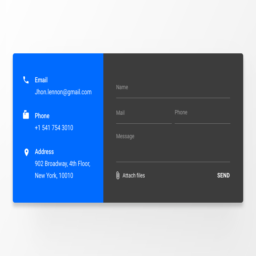 Email
Jhon.lennon@gmail.com
Phone
+1 541 754 3010
Address
902 Broadway, 4th Floor,
New York, 10010
Name
Mail
Phone
Message
Attach files
SEND